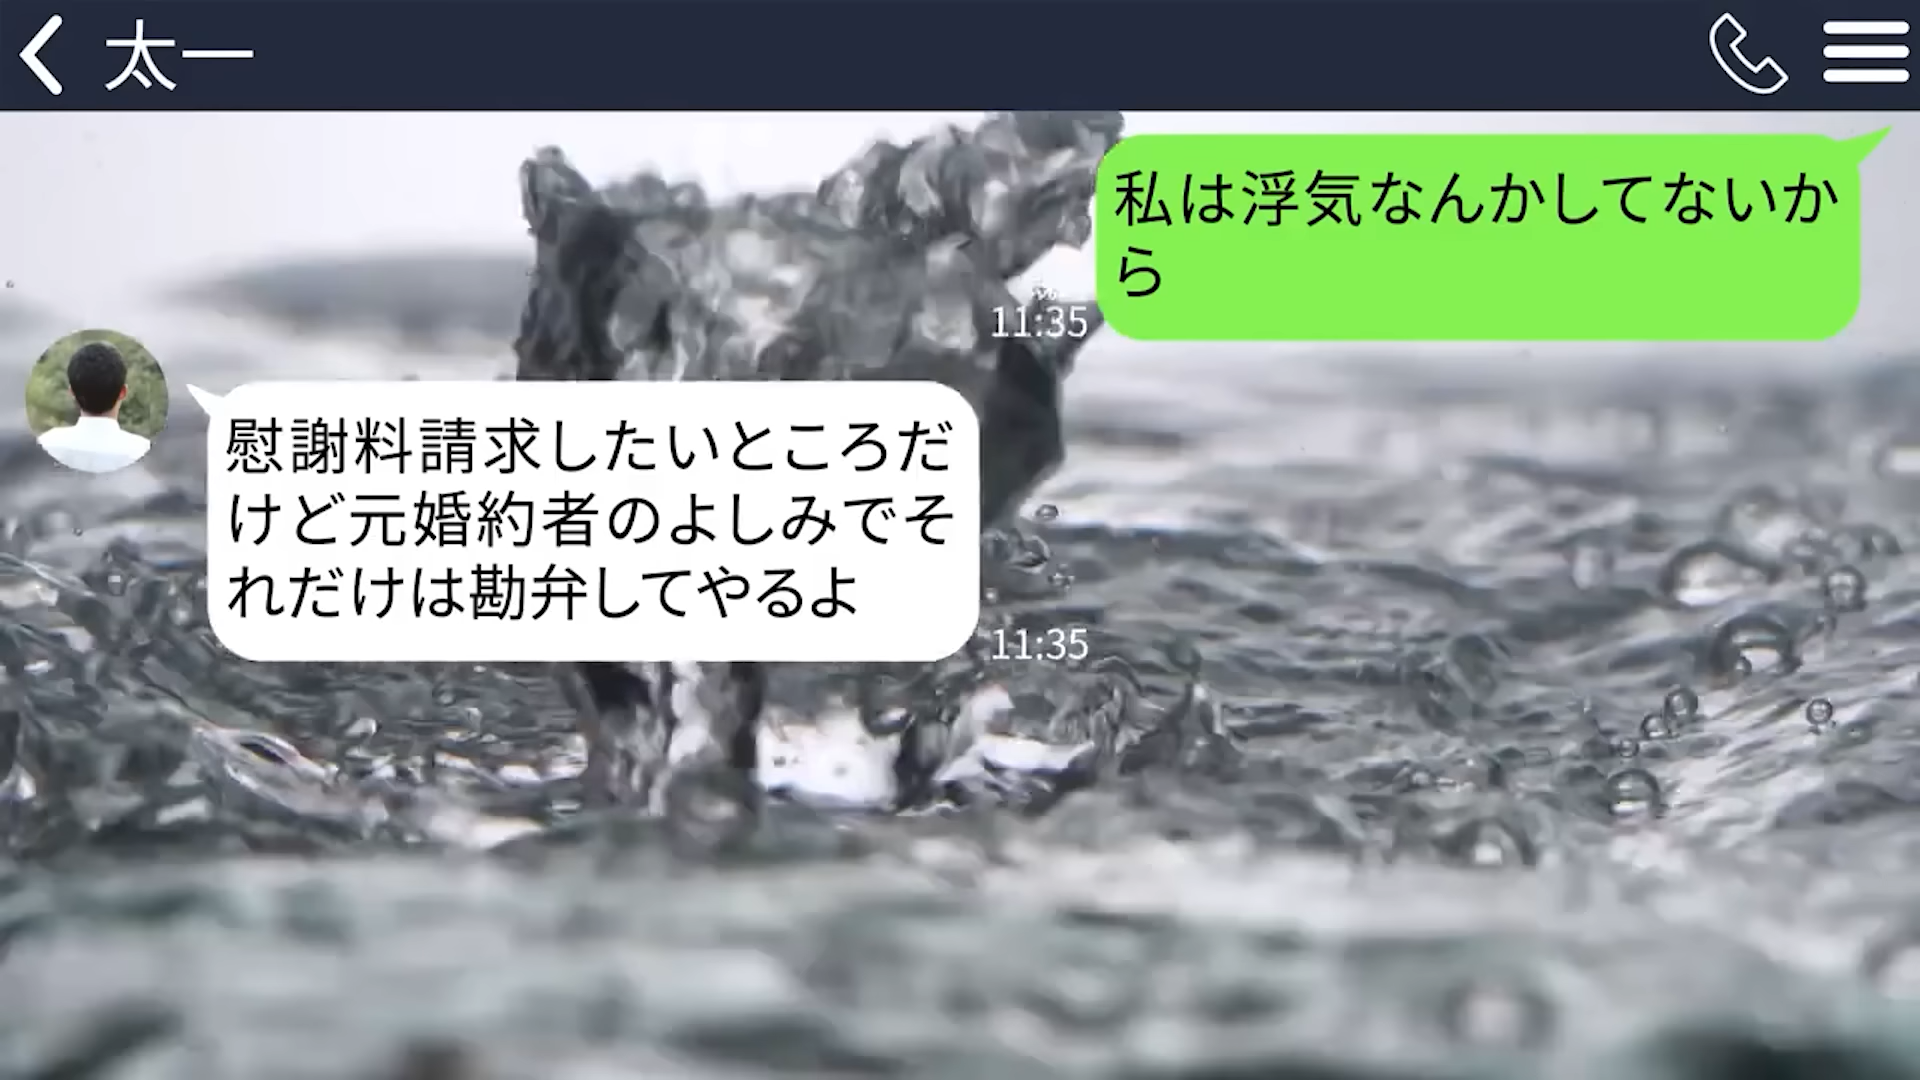 太一
私は浮気なんかしてないか
ら
11:35
慰謝料請求したいところだ
けど元婚約者のよしみでそ
れだけは勘弁してやるよ
11:35